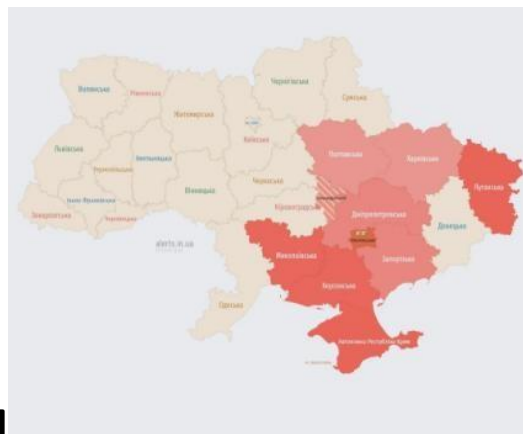 Чернігівська
Волинська
Рівненська
Сумська
Житомирська
Київська
Львівська
Полтавська
Харківська
Луганська
Тернопільська
Хмельницька
Черкаська
Вінницька
Івано-Франківська
Кіровоградська
Дніпропетровська
Закарпатська
Чернівецька
Донецька
alerts.in.ua
Миколаївська
Запорізька
Херсонська
Одеська
Автономна Республіка Крим